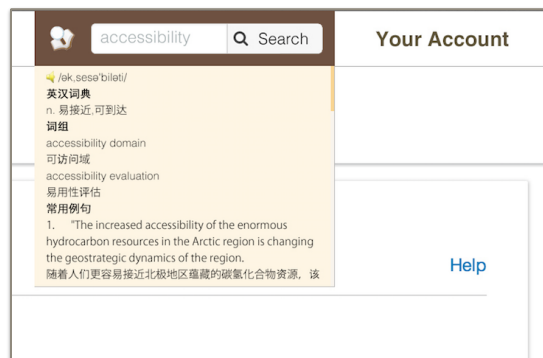 accessibility Search Your Account
/ək,sesə'biləti/
英汉词典
n. 易接近,可到达
词组
accessibility domain
可访问域
accessibility evaluation
易用性评估
常用例句
1. "The increased accessibility of the enormous
hydrocarbon resources in the Arctic region is changing
the geostrategic dynamics of the region.
随着人们更容易接近北极地区蕴藏的碳氢化合物资源，该
Help